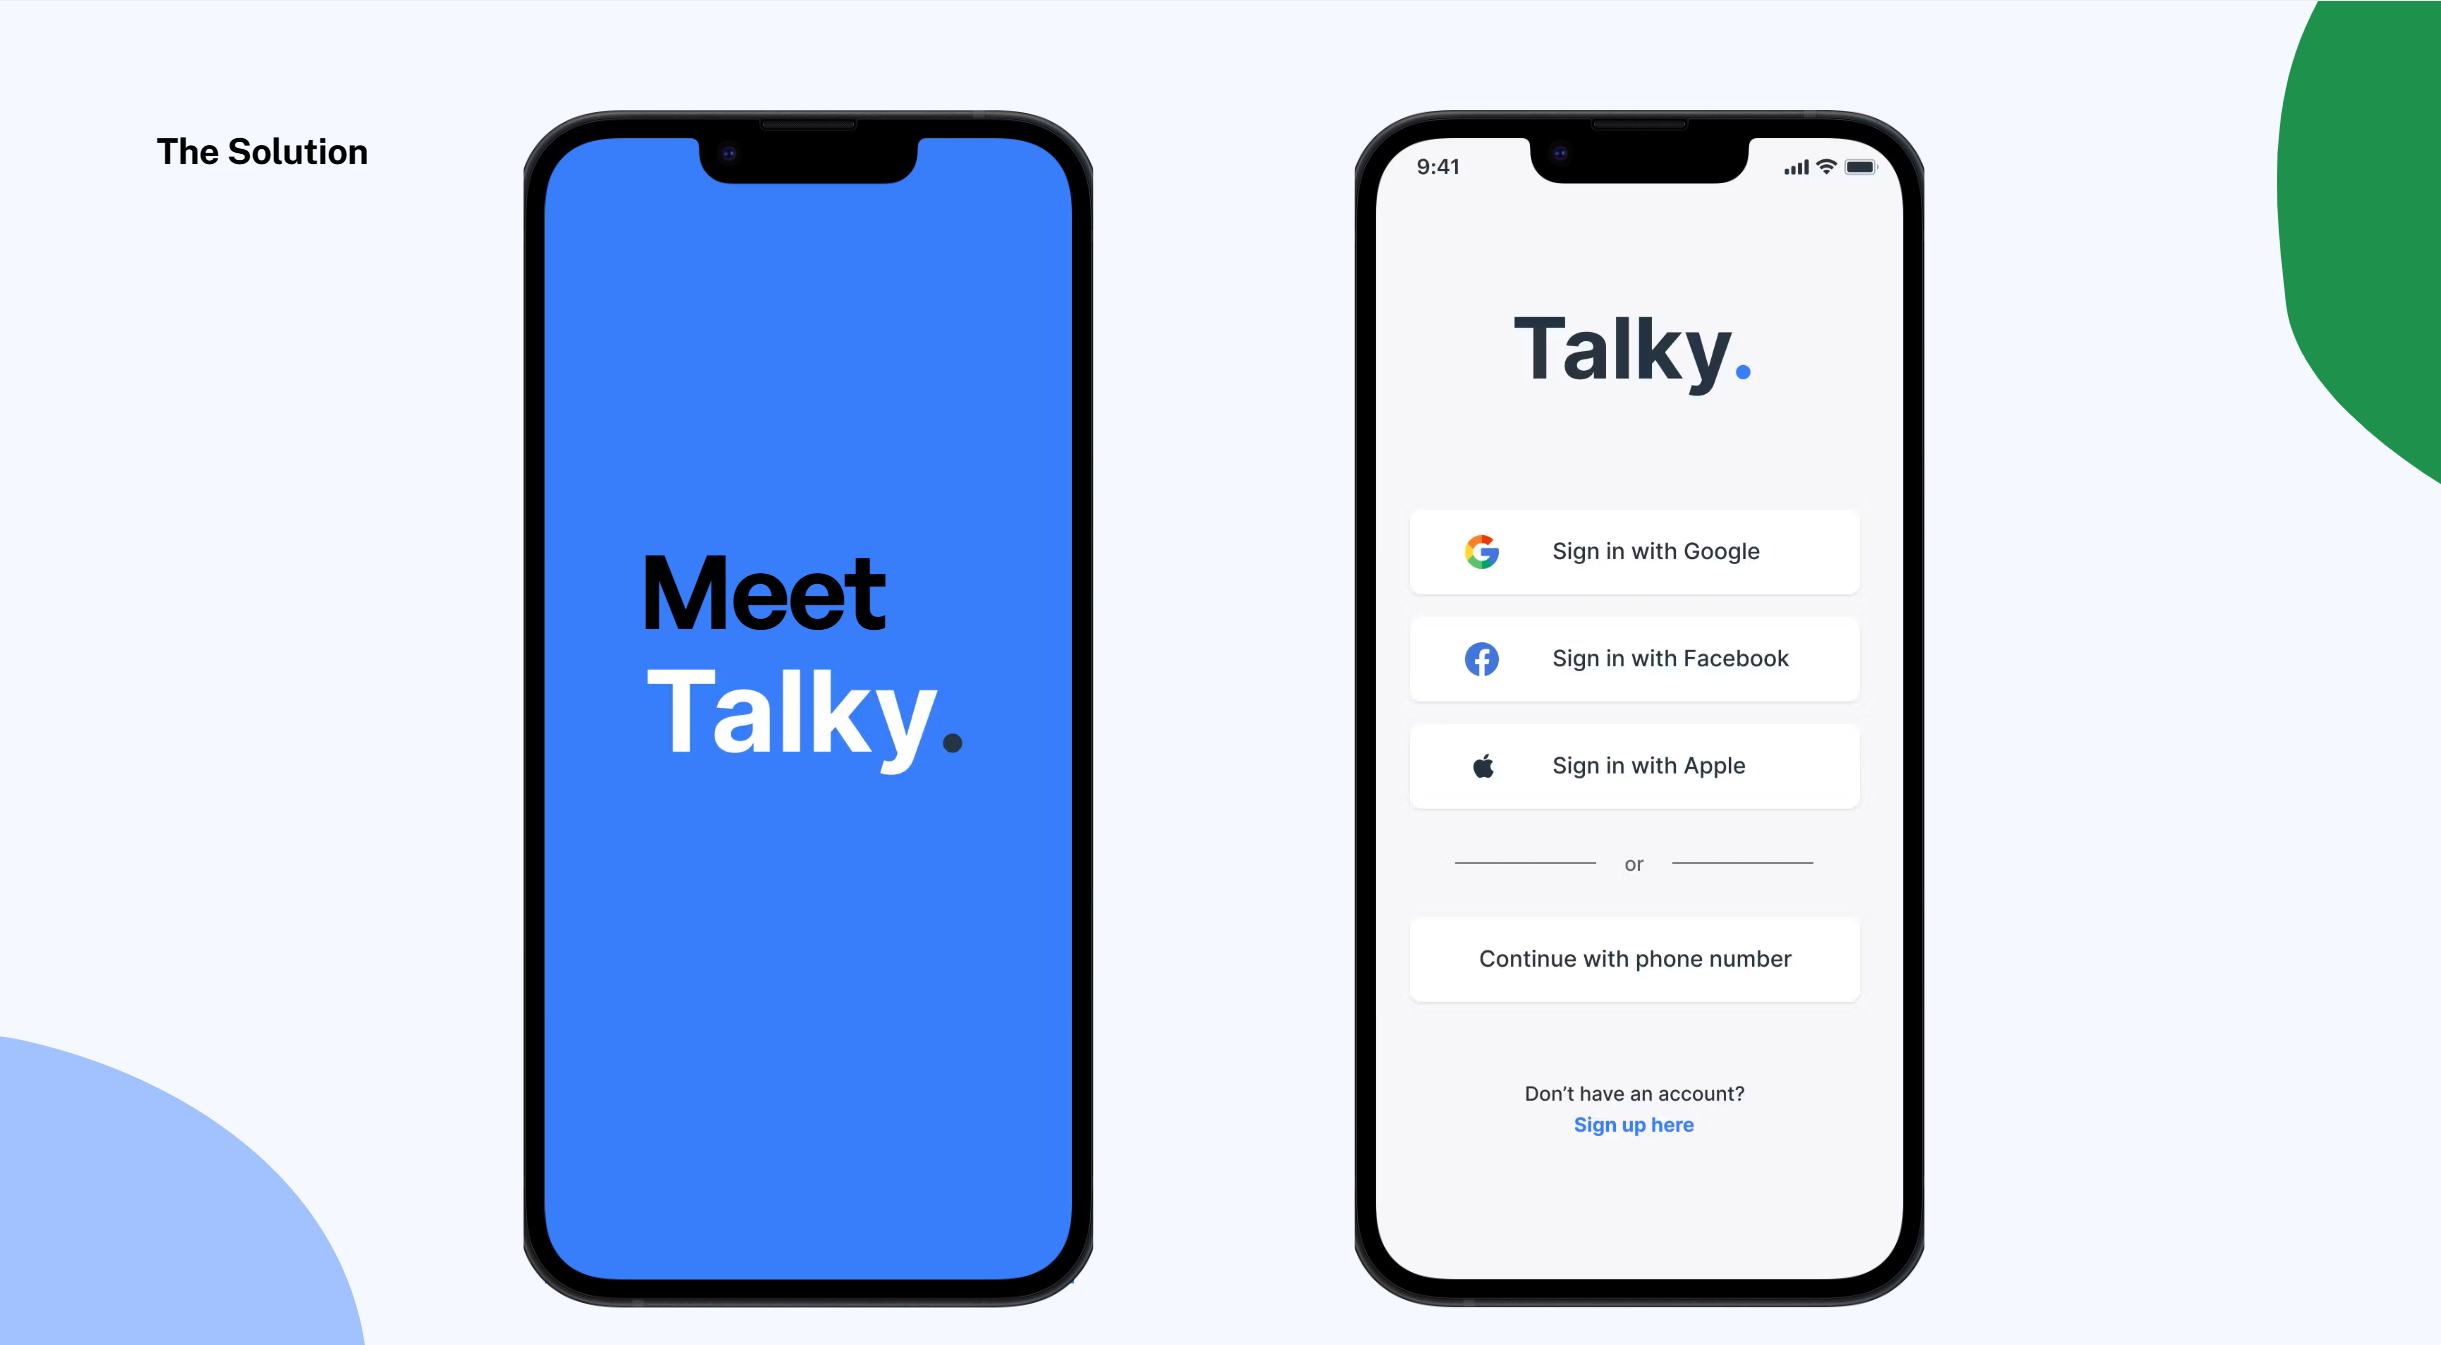 The Solution
Meet
Talky.
9:41
Talky.
Sign in with Google
Sign in with Facebook
Sign in with Apple
or
Continue with phone number
Don’t have an account?
Sign up here